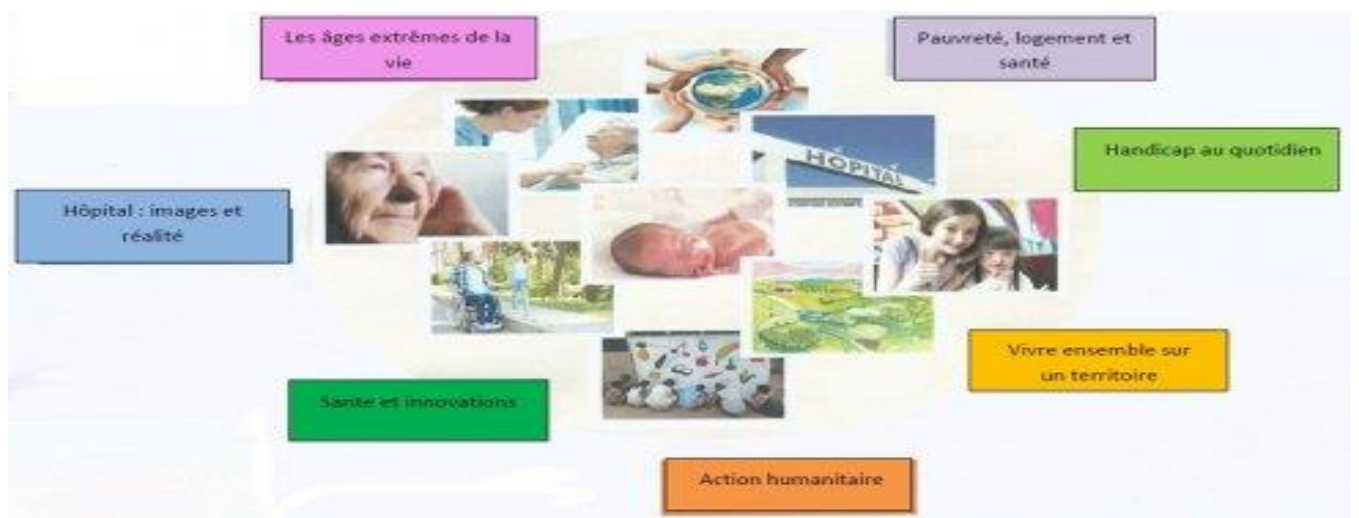 Les âges extrêmes de la
vie
Pauvreté, logement et
santé
HOPITAL
Handicap au quotidien
Hôpital : images et
réalité
Vivre ensemble sur
un territoire
Sante et innovations
Action humanitaire